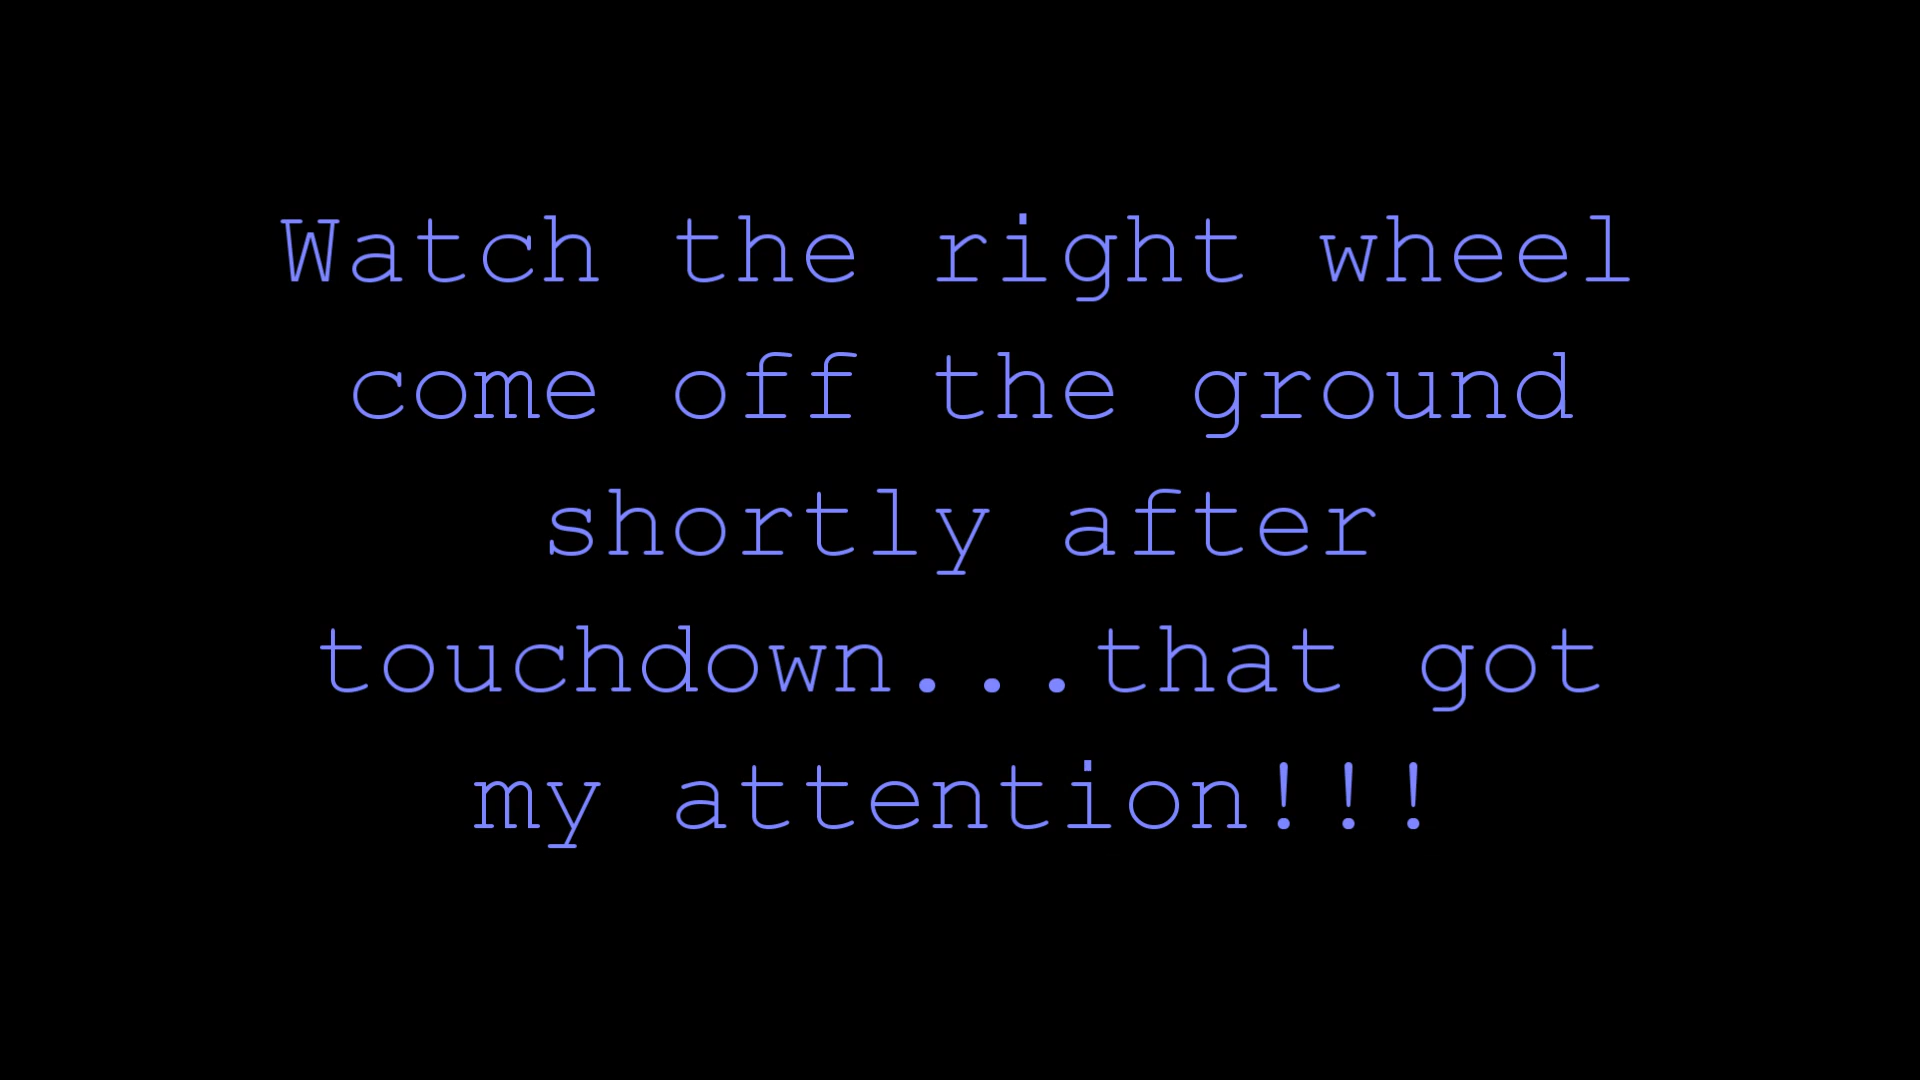 Watch the right wheel
come off the ground
shortly after
touchdown...that got
my attention!!!